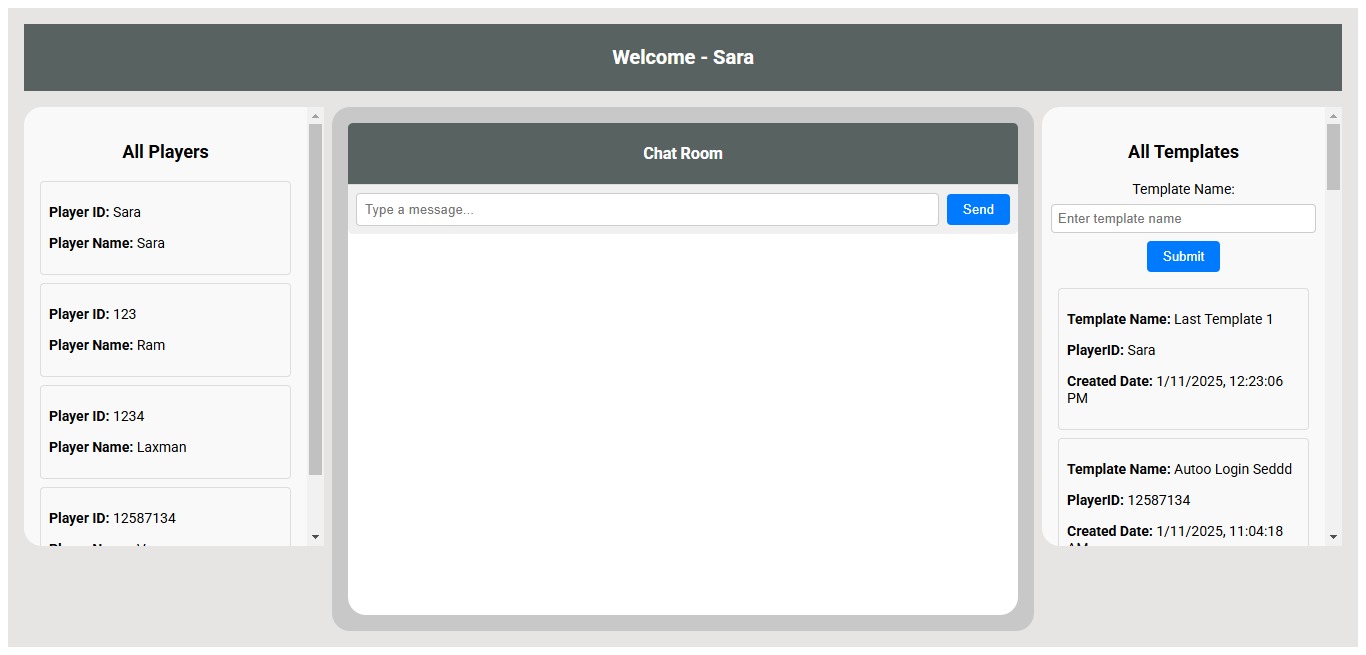 Welcome - Sara
All Players
Player ID: Sara
Player Name: Sara
Player ID: 123
Player Name: Ram
Player ID: 1234
Player Name: Laxman
Player ID: 12587134
Chat Room
Type a message...
Send
All Templates
Template Name:
Enter template name
Submit
Template Name: Last Template 1
PlayerID: Sara
Created Date: 1/11/2025, 12:23:06
PM
Template Name: Autoo Login Seddd
PlayerID: 12587134
Created Date: 1/11/2025, 11:04:18